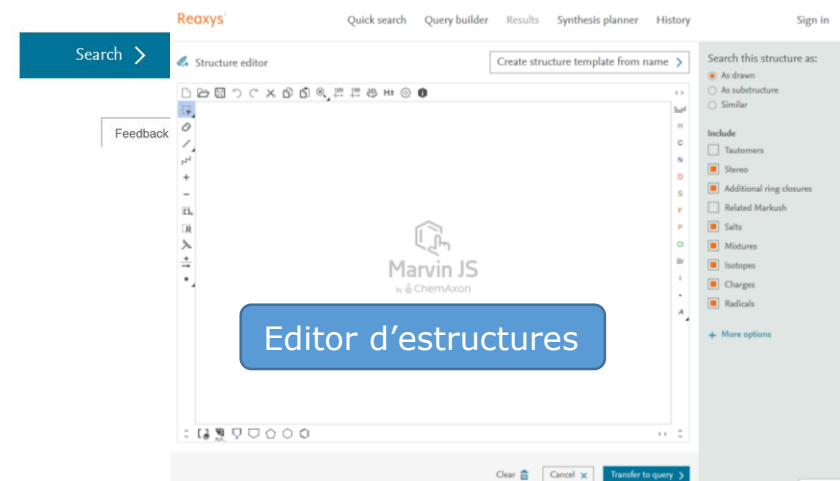 Reaxys
Quick search Query builder Results Synthesis planner History Sign in
Search
Feedback
Structure editor
Create structure template from name
H
C
N
O
S
F
P
Cl
Br
I
A
H±
R
Marvin JS
by ChemAxon
Editor d'estructures
Clear
Cancel
Transfer to query
Search this structure as:
As drawn
As substructure
Similar
Include
Tautomers
Stereo
Additional ring closures
Related Markush
Salts
Mixtures
Isotopes
Charges
Radicals
+ More options